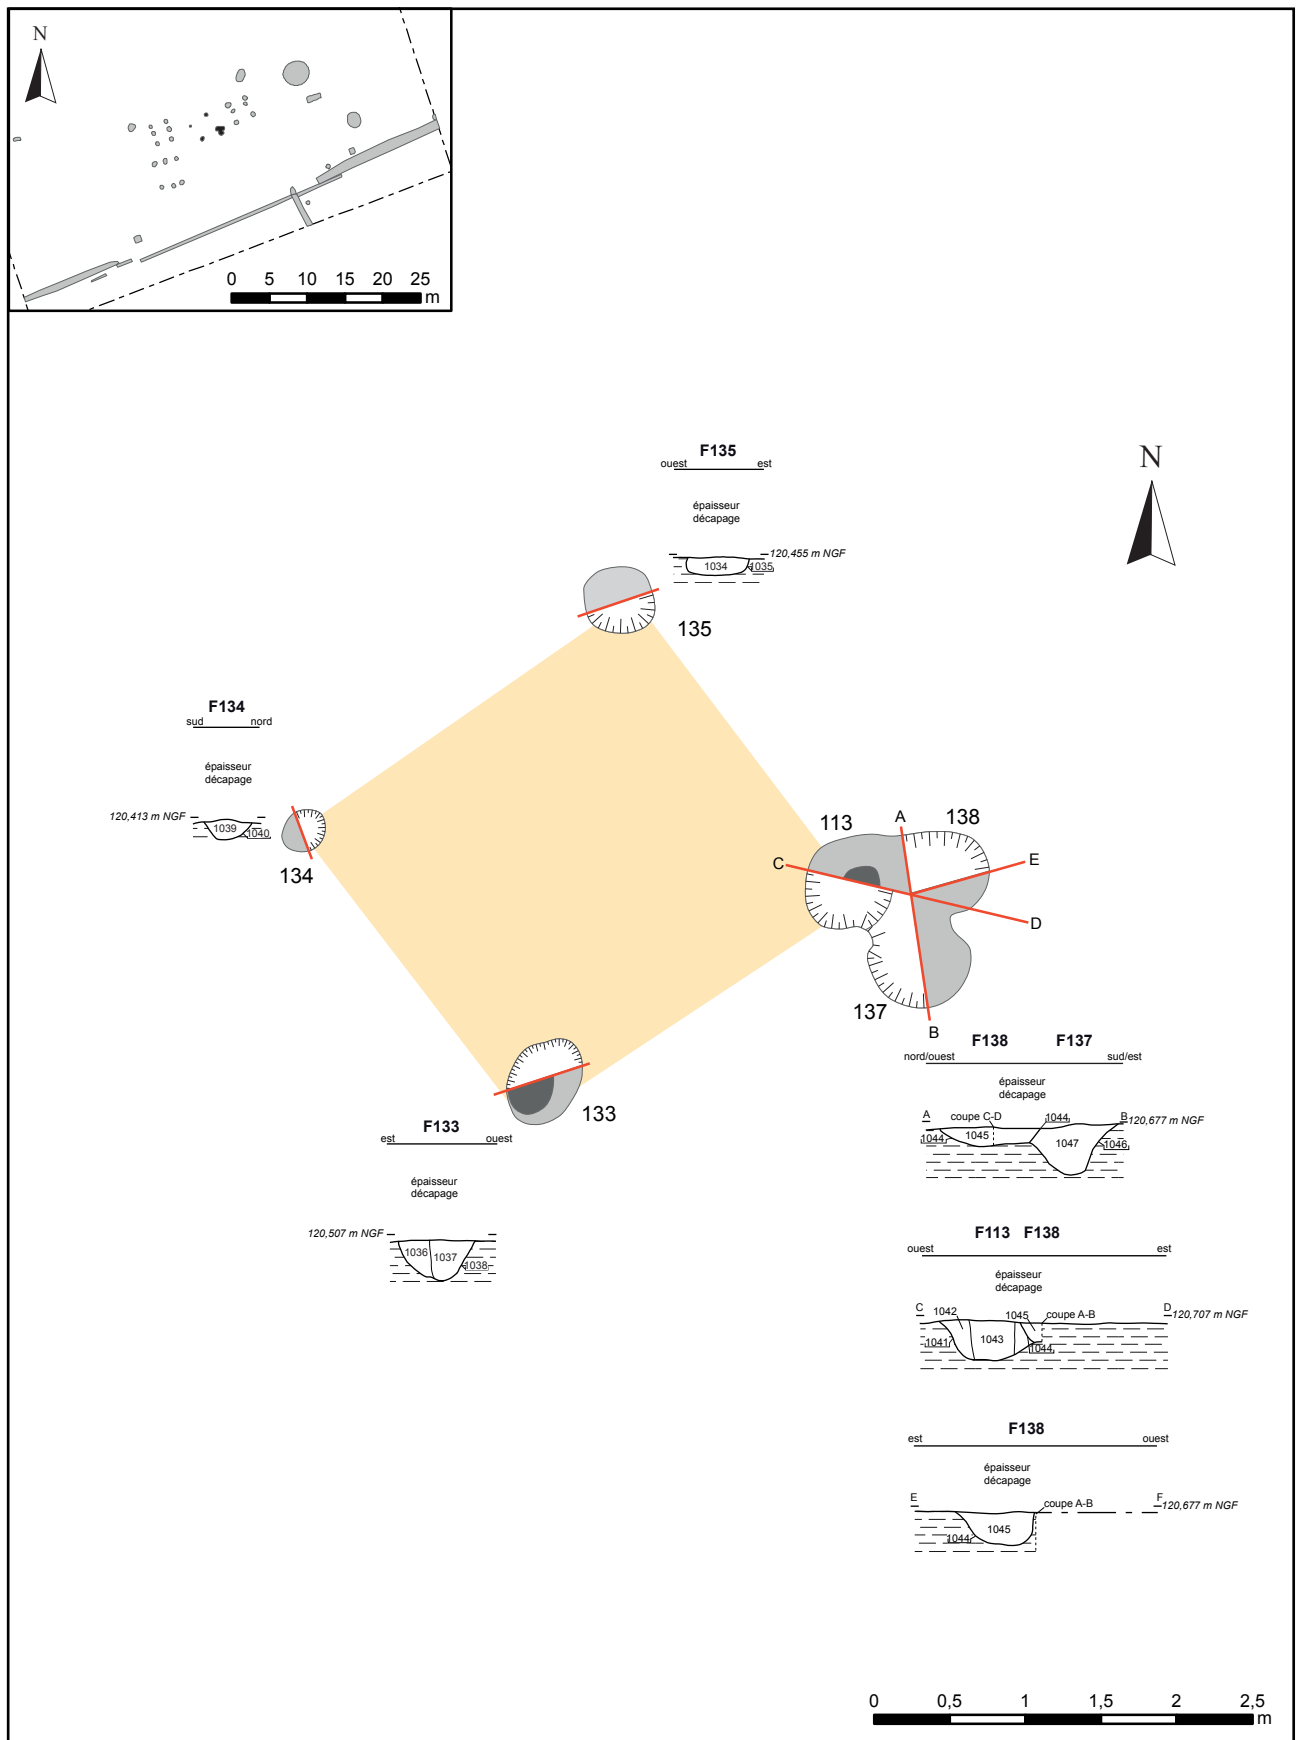 N
0 5 10 15 20 25
m
N
F135
ouest est
épaisseur
décapage
120,455 m NGF
1034 1035
135
F134
sud nord
épaisseur
décapage
120,413 m NGF
1039
1040
134
113 A 138
C E
D
137
B
133
F133
est ouest
épaisseur
décapage
120,507 m NGF
1036 1037
1038
F138 F137
nord/ouest sud/est
épaisseur
décapage
A coupe C-D 1044 B 120,677 m NGF
1044 1045 1047 1046
F113 F138
ouest est
épaisseur
décapage
C 1042 1045 coupe A-B D 120,707 m NGF
1041 1043 1044
F138
est ouest
épaisseur
décapage
E coupe A-B F 120,677 m NGF
1045
1044
0 0,5 1 1,5 2 2,5
m